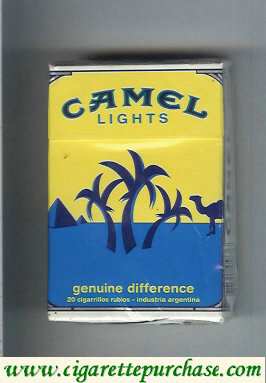 CAMEL
LIGHTS
genuine difference
20 cigarrillos rubios - industria argentina
www.cigarettepurchase.com